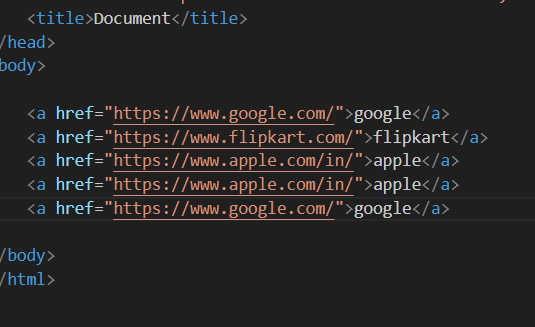 <title>Document</title>
/head>
body>
<a href="https://www.google.com/">google</a>
<a href="https://www.flipkart.com/">flipkart</a>
<a href="https://www.apple.com/in/">apple</a>
<a href="https://www.apple.com/in/">apple</a>
<a href="https://www.google.com/">google</a>
/body>
/html>